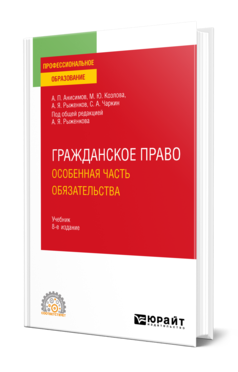 ПРОФЕССИОНАЛЬНОЕ
ОБРАЗОВАНИЕ
А. П. Анисимов, М. Ю. Козлова,
А. Я. Рыженков, С. А. Чаркин
Под общей редакцией
А. Я. Рыженкова
ГРАЖДАНСКОЕ ПРАВО
ОСОБЕННАЯ ЧАСТЬ
ОБЯЗАТЕЛЬСТВА
Учебник
8-е издание
юрайт
издательство